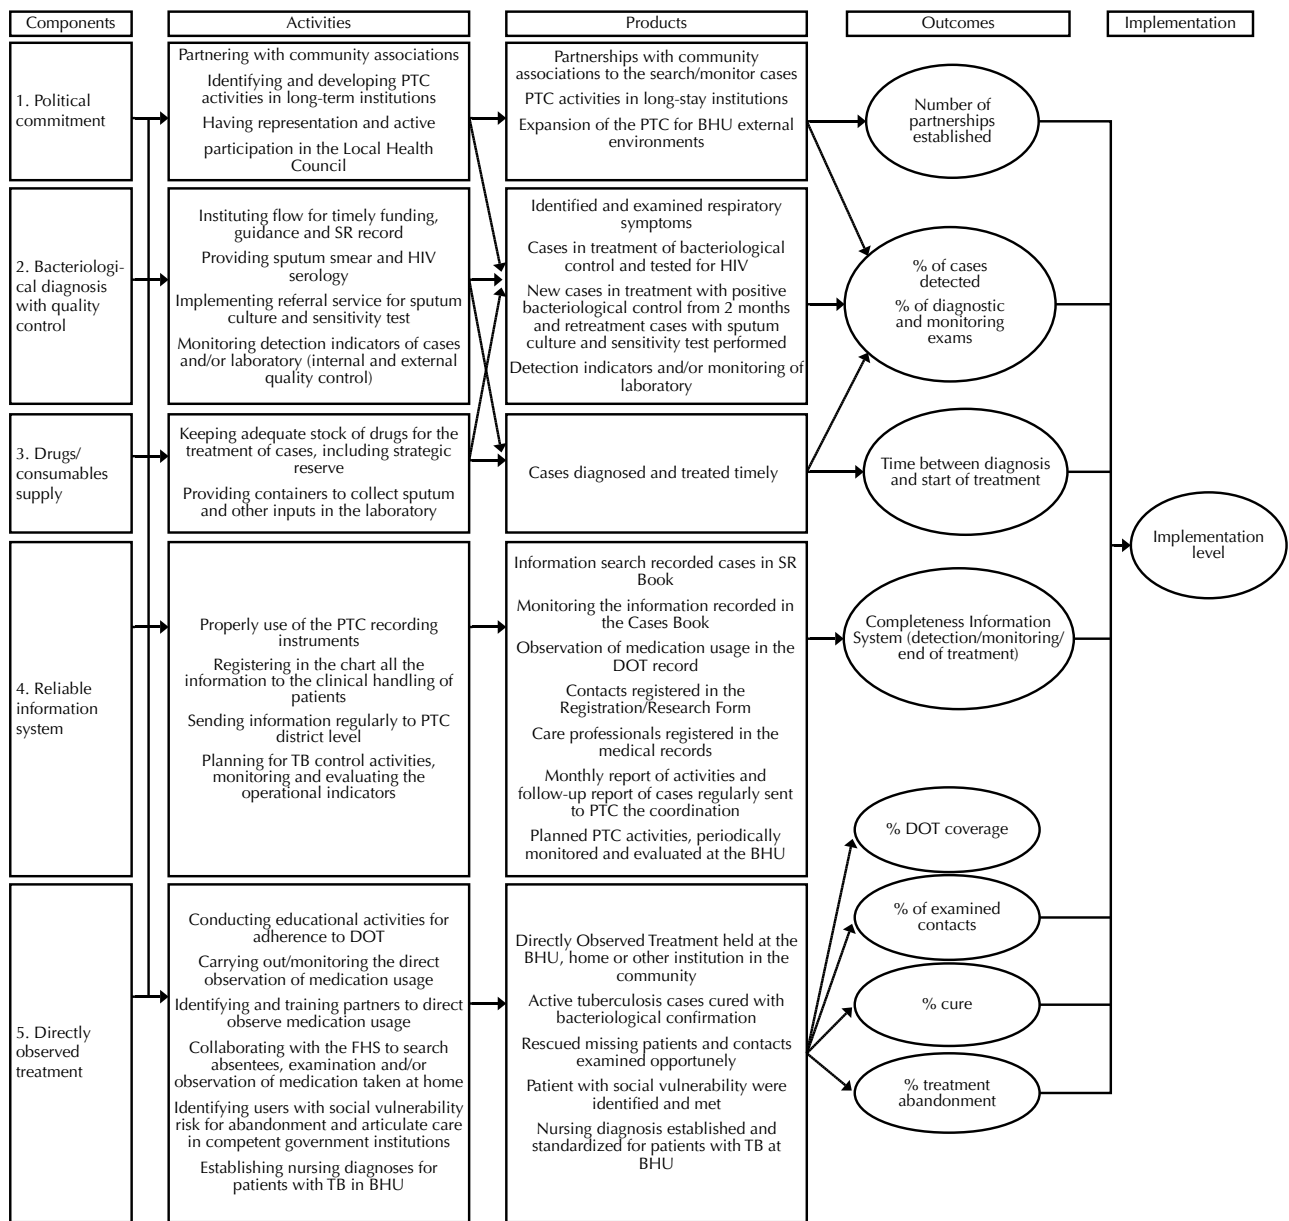 Components
Activities
Products
Outcomes
Implementation
1. Political
commitment
Partnering with community associations
Identifying and developing PTC
activities in long-term institutions
Having representation and active
participation in the Local Health
Council
Partnerships with community
associations to the search/monitor cases
PTC activities in long-stay institutions
Expansion of the PTC for BHU external
environments
Number of
partnerships
established
2. Bacteriologi-
cal diagnosis
with quality
control
Instituting flow for timely funding,
guidance and SR record
Providing sputum smear and HIV
serology
Implementing referral service for sputum
culture and sensitivity test
Monitoring detection indicators of cases
and/or laboratory (internal and external
quality control)
Identified and examined respiratory
symptoms
Cases in treatment of bacteriological
control and tested for HIV
New cases in treatment with positive
bacteriological control from 2 months
and retreatment cases with sputum
culture and sensitivity test performed
Detection indicators and/or monitoring of
laboratory
% of cases
detected
% of diagnostic
and monitoring
exams
3. Drugs/
consumables
supply
Keeping adequate stock of drugs for the
treatment of cases, including strategic
reserve
Providing containers to collect sputum
and other inputs in the laboratory
Cases diagnosed and treated timely
Time between diagnosis
and start of treatment
Implementation
level
4. Reliable
information
system
Properly use of the PTC recording
instruments
Registering in the chart all the
information to the clinical handling of
patients
Sending information regularly to PTC
district level
Planning for TB control activities,
monitoring and evaluating the
operational indicators
Information search recorded cases in SR
Book
Monitoring the information recorded in
the Cases Book
Observation of medication usage in the
DOT record
Contacts registered in the
Registration/Research Form
Care professionals registered in the
medical records
Monthly report of activities and
follow-up report of cases regularly sent
to PTC the coordination
Planned PTC activities, periodically
monitored and evaluated at the BHU
Completeness Information
System (detection/monitoring/
end of treatment)
5. Directly
observed
treatment
Conducting educational activities for
adherence to DOT
Carrying out/monitoring the direct
observation of medication usage
Identifying and training partners to direct
observe medication usage
Collaborating with the FHS to search
absentees, examination and/or
observation of medication taken at home
Identifying users with social vulnerability
risk for abandonment and articulate care
in competent government institutions
Establishing nursing diagnoses for
patients with TB in BHU
Directly Observed Treatment held at the
BHU, home or other institution in the
community
Active tuberculosis cases cured with
bacteriological confirmation
Rescued missing patients and contacts
examined opportunely
Patient with social vulnerability were
identified and met
Nursing diagnosis established and
standardized for patients with TB at
BHU
% DOT coverage
% of examined
contacts
% cure
% treatment
abandonment